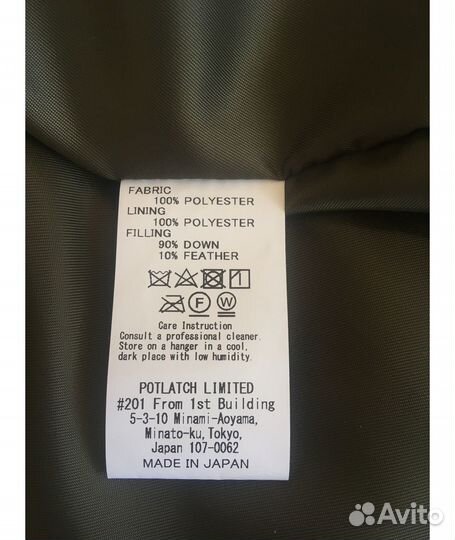 FABRIC
100% POLYESTER
LINING
100% POLYESTER
FILLING
90% DOWN
10% FEATHER
F W
Care Instruction
Consult a professional cleaner.
Store on a hanger in a cool,
dark place with low humidity.
POTLATCH LIMITED
#201 From 1st Building
5-3-10 Minami-Aoyama,
Minato-ku, Tokyo,
Japan 107-0062
MADE IN JAPAN
Avito